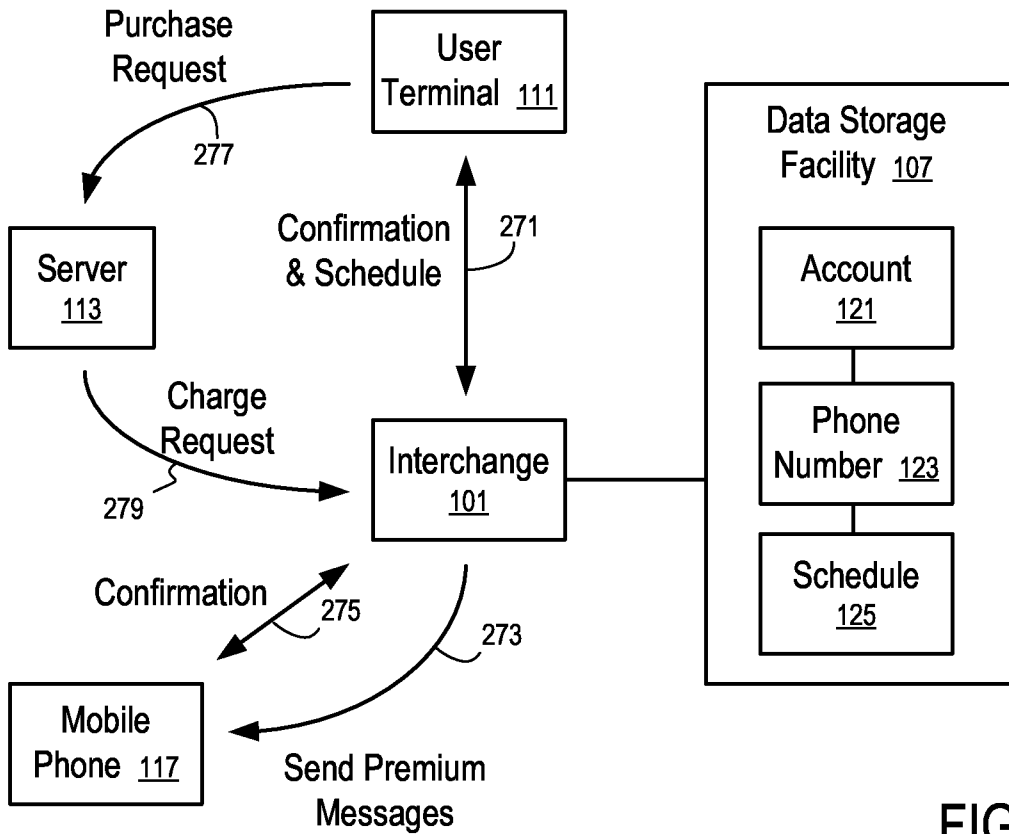 Purchase
Request
277
User
Terminal 111
Data Storage
Facility 107
Server
113
Confirmation
& Schedule
271
Account
121
Charge
Request
279
Interchange
101
Phone
Number 123
Schedule
125
Confirmation
275
273
Mobile
Phone 117
Send Premium
Messages
FIG